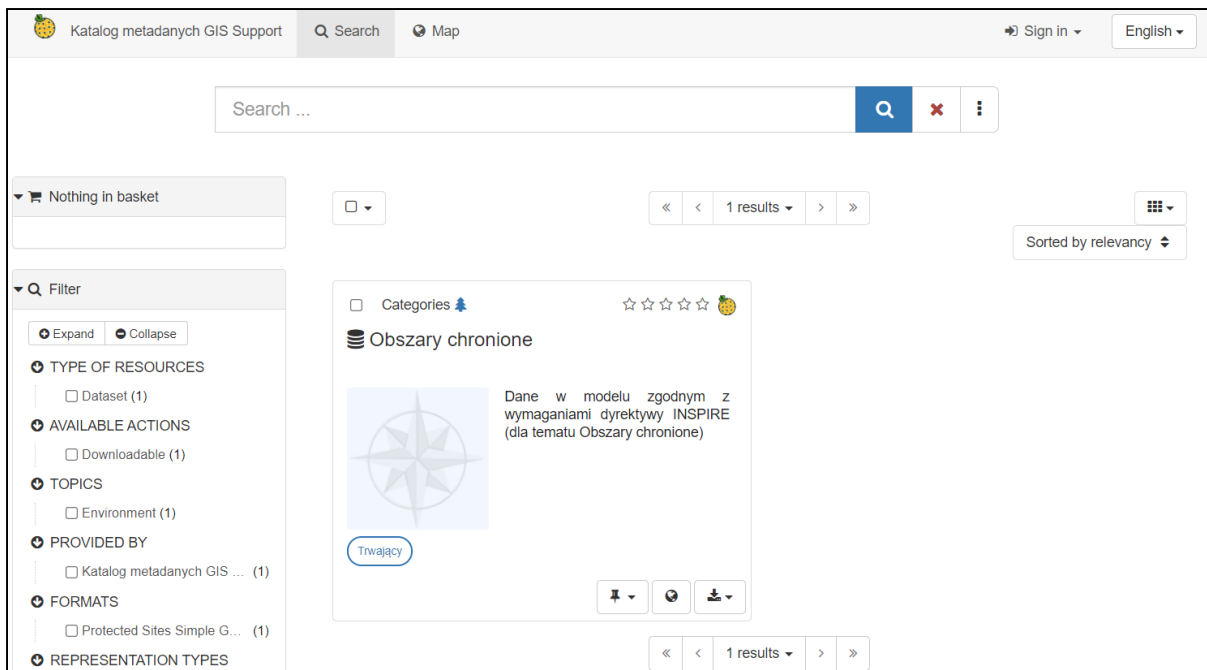 Katalog metadanych GIS Support
Search
Map
Sign in
English
Search ...
Nothing in basket
1 results
Sorted by relevancy
Filter
Expand
Collapse
TYPE OF RESOURCES
Dataset (1)
AVAILABLE ACTIONS
Downloadable (1)
TOPICS
Environment (1)
PROVIDED BY
Katalog metadanych GIS ... (1)
FORMATS
Protected Sites Simple G... (1)
REPRESENTATION TYPES
Categories
Obszary chronione
Dane w modelu zgodnym z
wymaganiami dyrektywy INSPIRE
(dla tematu Obszary chronione)
Trwający
1 results